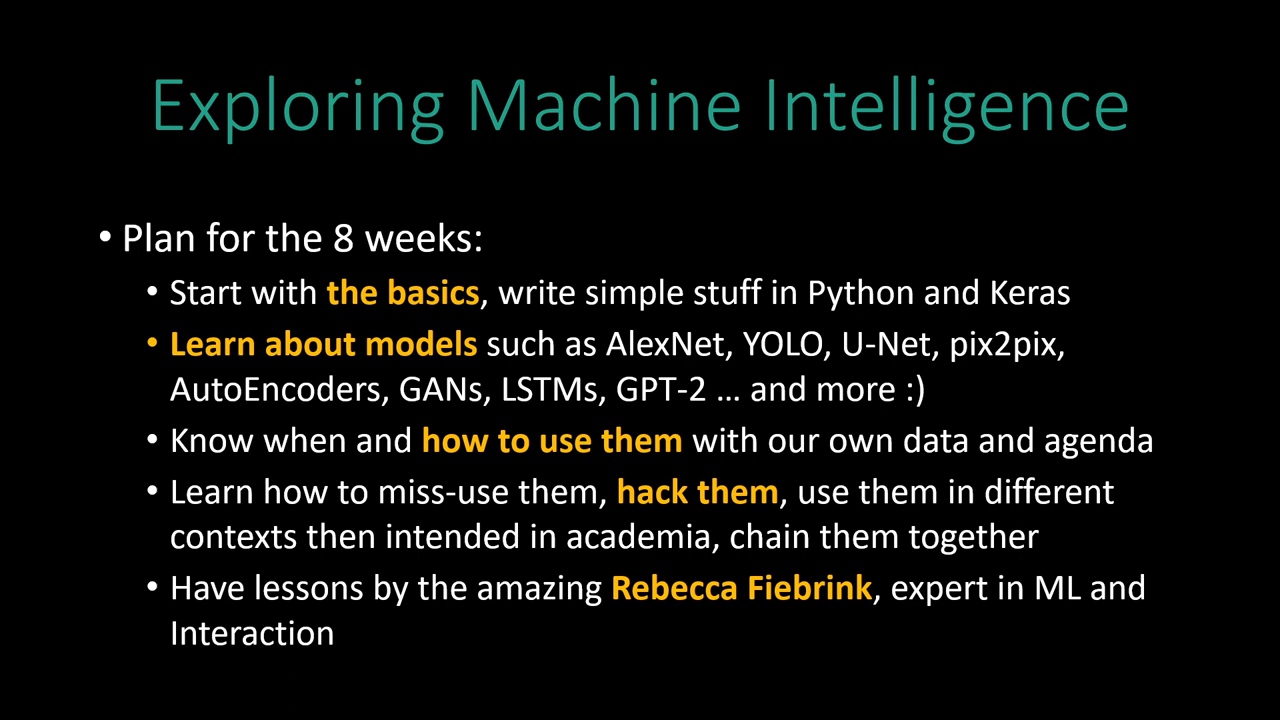 Exploring Machine Intelligence
• Plan for the 8 weeks:
• Start with the basics, write simple stuff in Python and Keras
• Learn about models such as AlexNet, YOLO, U-Net, pix2pix,
AutoEncoders, GANs, LSTMs, GPT-2 … and more :)
• Know when and how to use them with our own data and agenda
• Learn how to miss-use them, hack them, use them in different
contexts then intended in academia, chain them together
• Have lessons by the amazing Rebecca Fiebrink, expert in ML and
Interaction